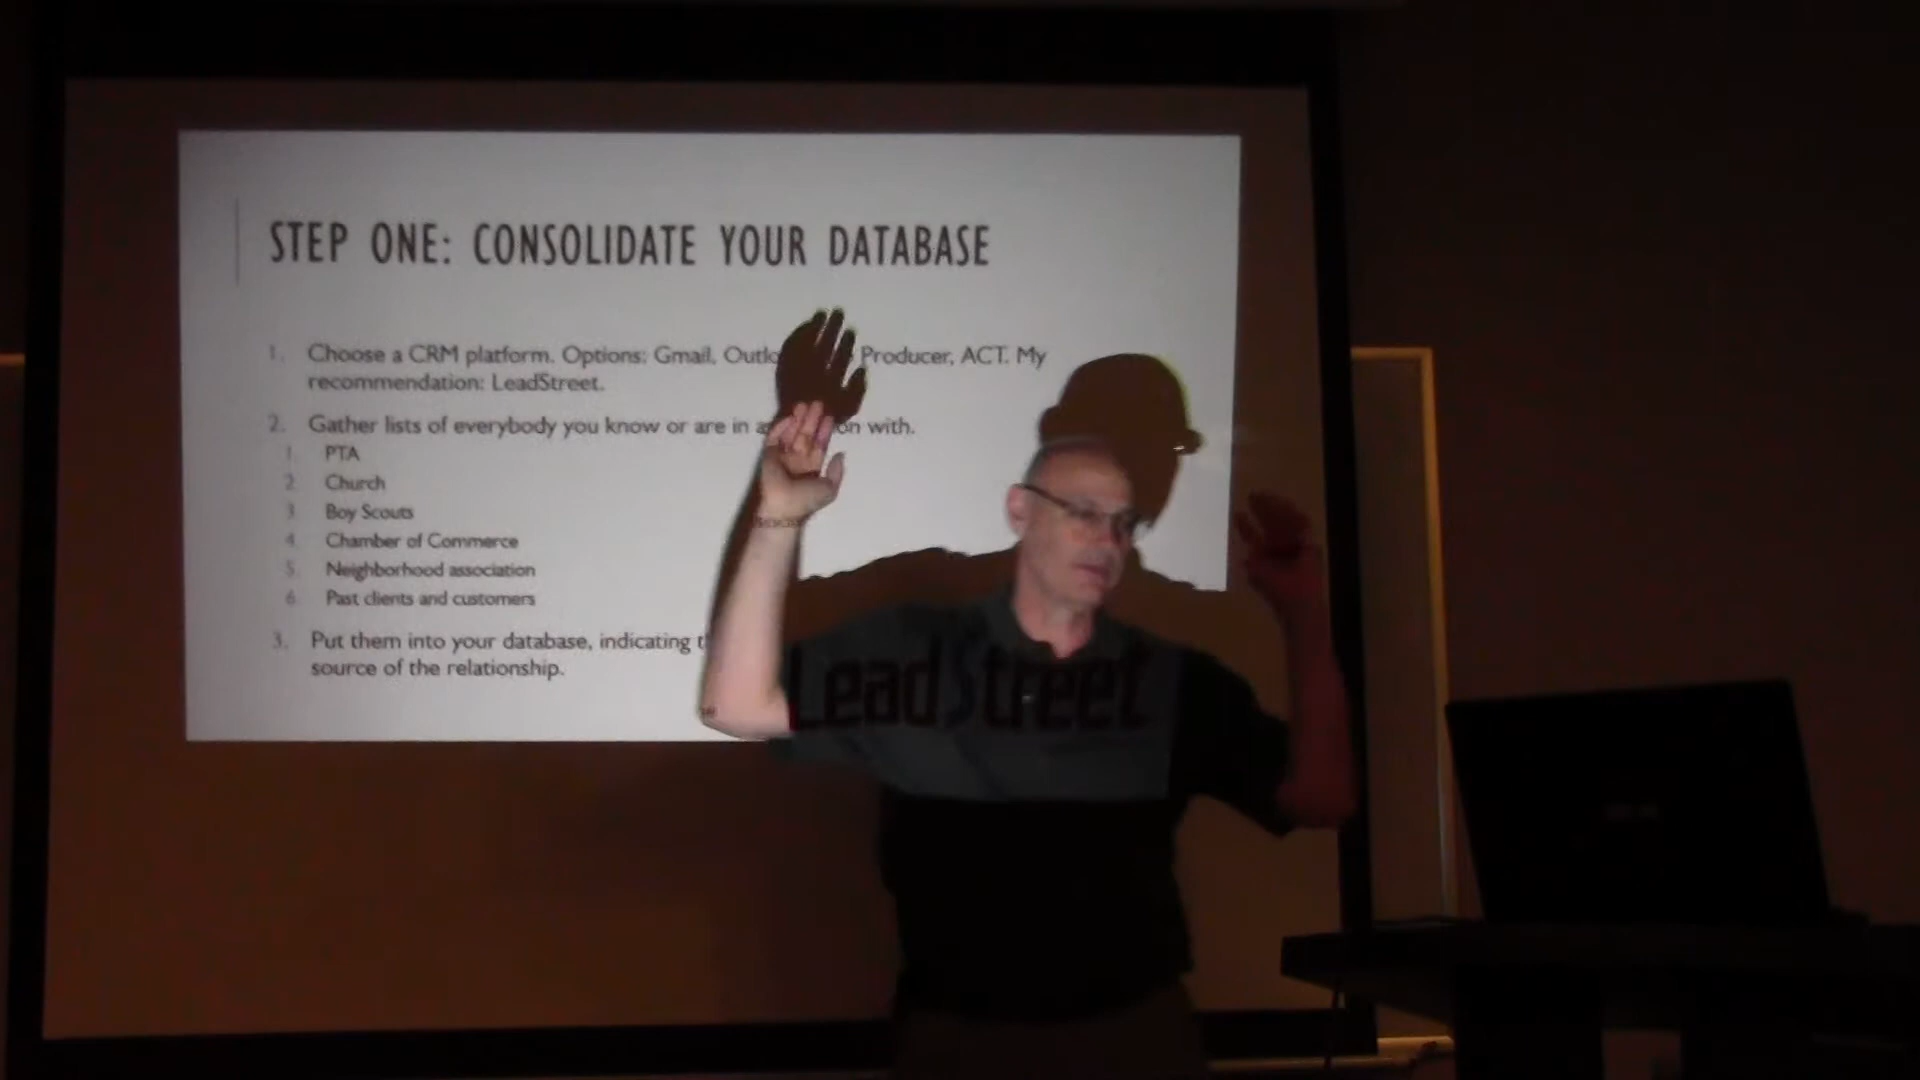 STEP ONE: CONSOLIDATE YOUR DATABASE
1. Choose a CRM platform. Options: Gmail, Producer, ACT. My
recommendation: LeadStreet.
2. Gather lists of everybody you know or are in with.
1. PTA
2. Church
3. Boy Scouts
4. Chamber of Commerce
5. Neighborhood association
6. Past clients and customers
3. Put them into your database, indicating
source of the relationship.
LeadStreet